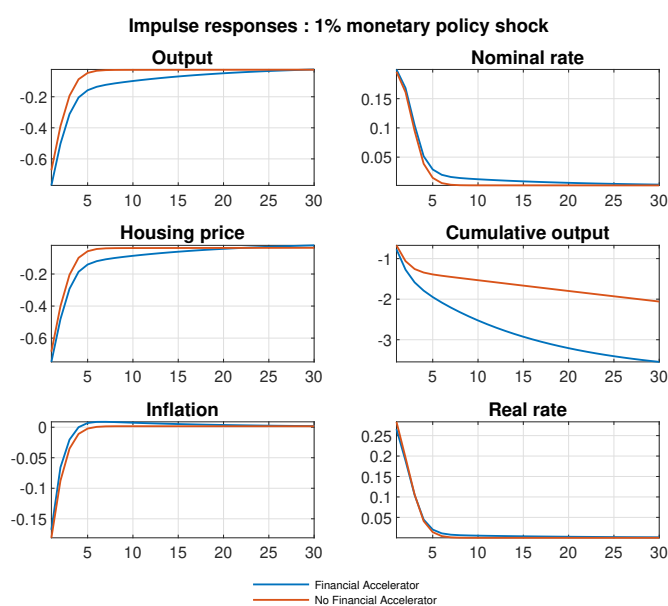 Impulse responses : 1% monetary policy shock
Output
-0.2
-0.4
-0.6
5 10 15 20 25 30
Nominal rate
0.15
0.1
0.05
5 10 15 20 25 30
Housing price
-0.2
-0.4
-0.6
5 10 15 20 25 30
Cumulative output
-1
-2
-3
5 10 15 20 25 30
Inflation
0
-0.05
-0.1
-0.15
5 10 15 20 25 30
Real rate
0.25
0.2
0.15
0.1
0.05
5 10 15 20 25 30
Financial Accelerator
No Financial Accelerator